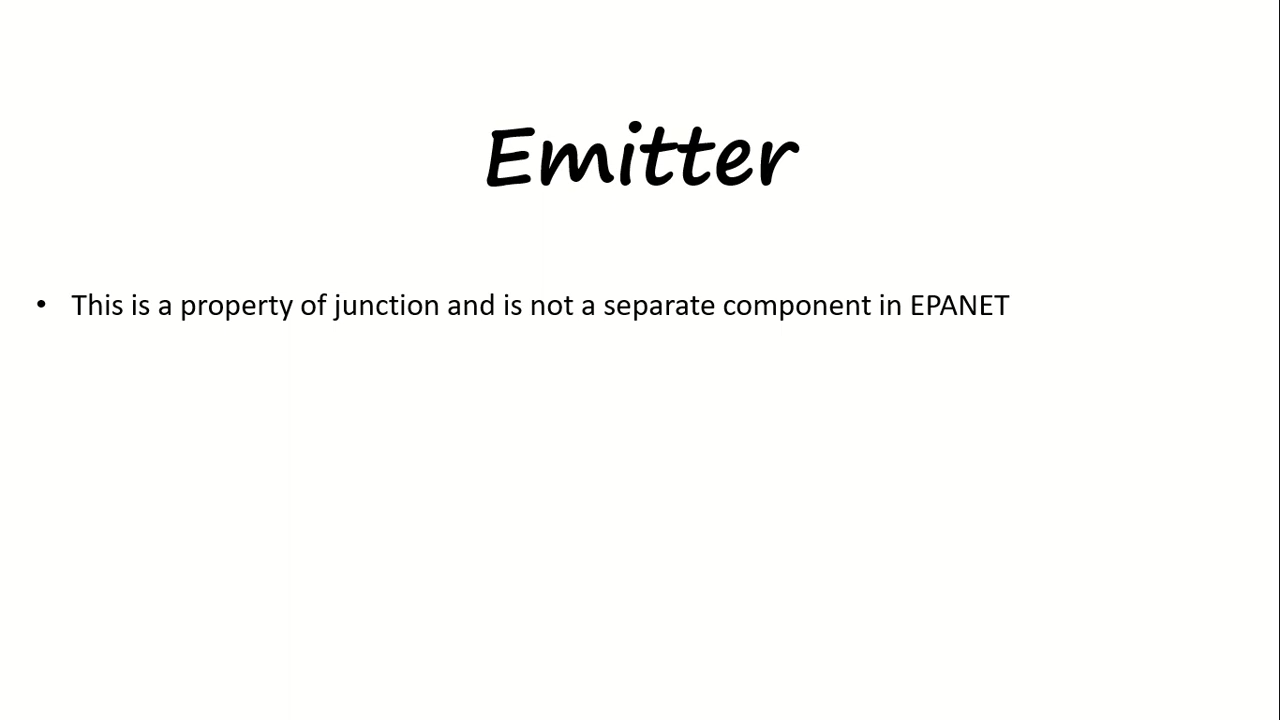 Emitter
• This is a property of junction and is not a separate component in EPANET